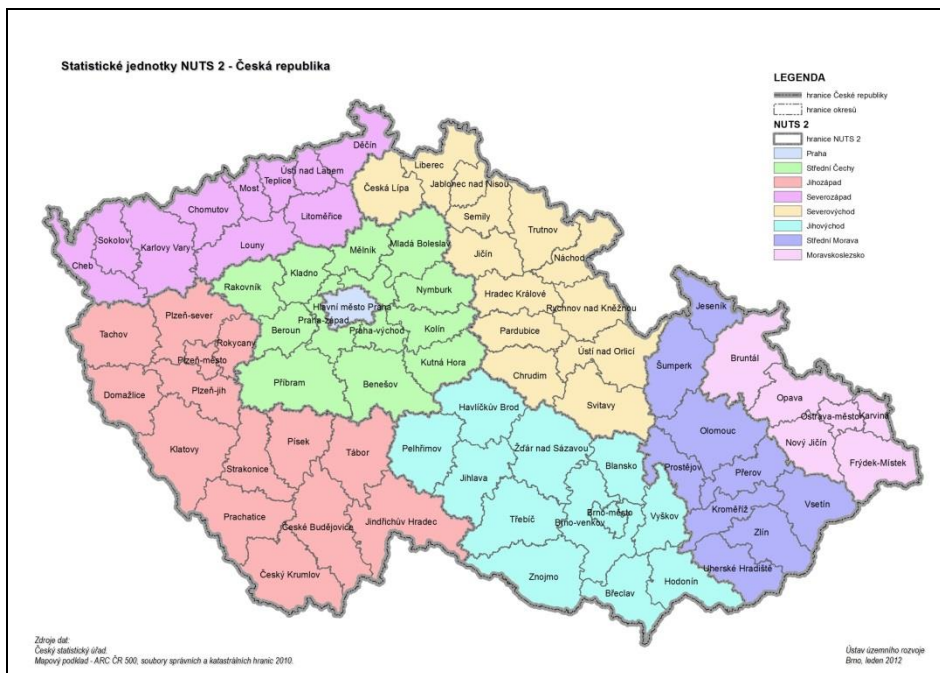 Statistické jednotky NUTS 2 - Česká republika
LEGENDA
hranice České republiky
hranice okresů
NUTS 2
hranice NUTS 2
Praha
Střední Čechy
Jihozápad
Severozápad
Severovýchod
Jihovýchod
Střední Morava
Moravskoslezsko
Děčín
Ústí nad Labem
Teplice
Most
Liberec
Česká Lípa
Jablonec nad Nisou
Chomutov
Litoměřice
Semily
Trutnov
Sokolov
Karlovy Vary
Louny
Mělník
Mladá Boleslav
Jičín
Náchod
Cheb
Kladno
Rakovník
Nymburk
Hradec Králové
Rychnov nad Kněžnou
Jeseník
Plzeň-sever
Hlavní město Praha
Praha-západ
Tachov
Beroun
Praha-východ
Kolín
Pardubice
Rokycany
Plzeň-město
Ústí nad Orlicí
Šumperk
Bruntál
Kutná Hora
Chrudim
Domažlice
Plzeň-jih
Příbram
Benešov
Svitavy
Opava
Ostrava-město
Karviná
Havlíčkův Brod
Olomouc
Nový Jičín
Frýdek-Místek
Klatovy
Písek
Tábor
Pelhřimov
Žďár nad Sázavou
Blansko
Prostějov
Přerov
Strakonice
Jihlava
Vsetín
Prachatice
České Budějovice
Jindřichův Hradec
Třebíč
Brno-město
Brno-venkov
Vyškov
Kroměříž
Zlín
Český Krumlov
Znojmo
Břeclav
Hodonín
Uherské Hradiště
Zdroje dat:
Český statistický úřad.
Mapový podklad - ARC ČR 500, soubory správních a katastrálních hranic 2010.
Ústav územního rozvoje
Brno, leden 2012